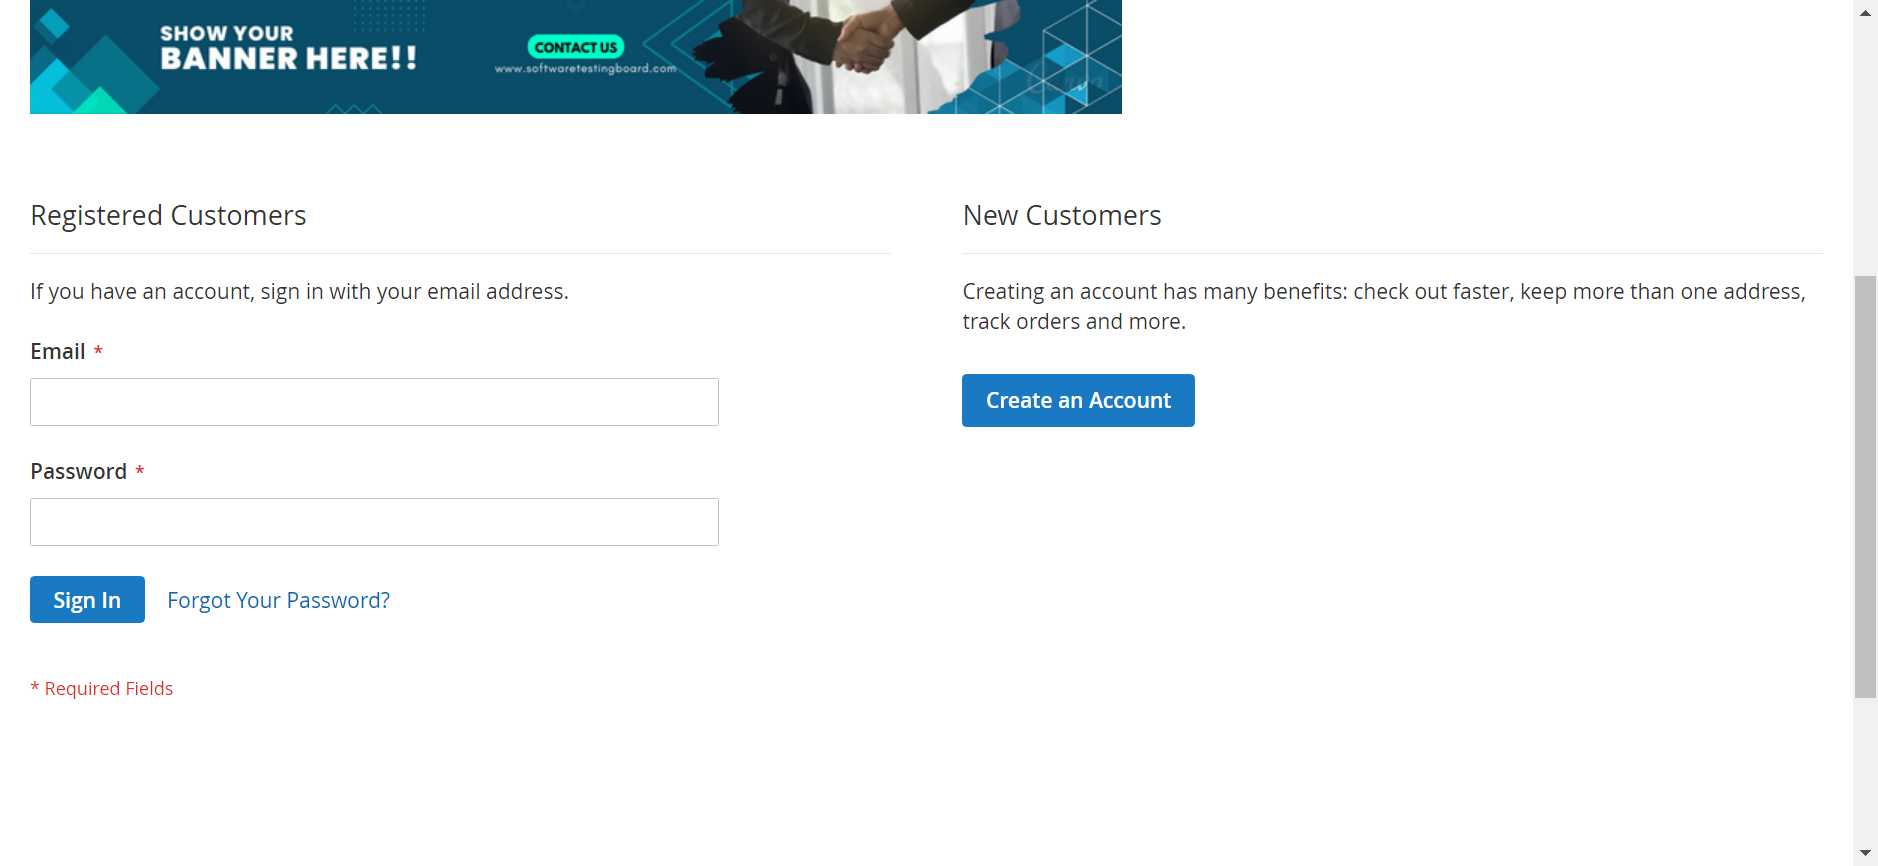 SHOW YOUR
BANNER HERE!!
CONTACT US
www.softwaretestingboard.com
Registered Customers
If you have an account, sign in with your email address.
Email *
Password *
Sign In
Forgot Your Password?
* Required Fields
New Customers
Creating an account has many benefits: check out faster, keep more than one address,
track orders and more.
Create an Account